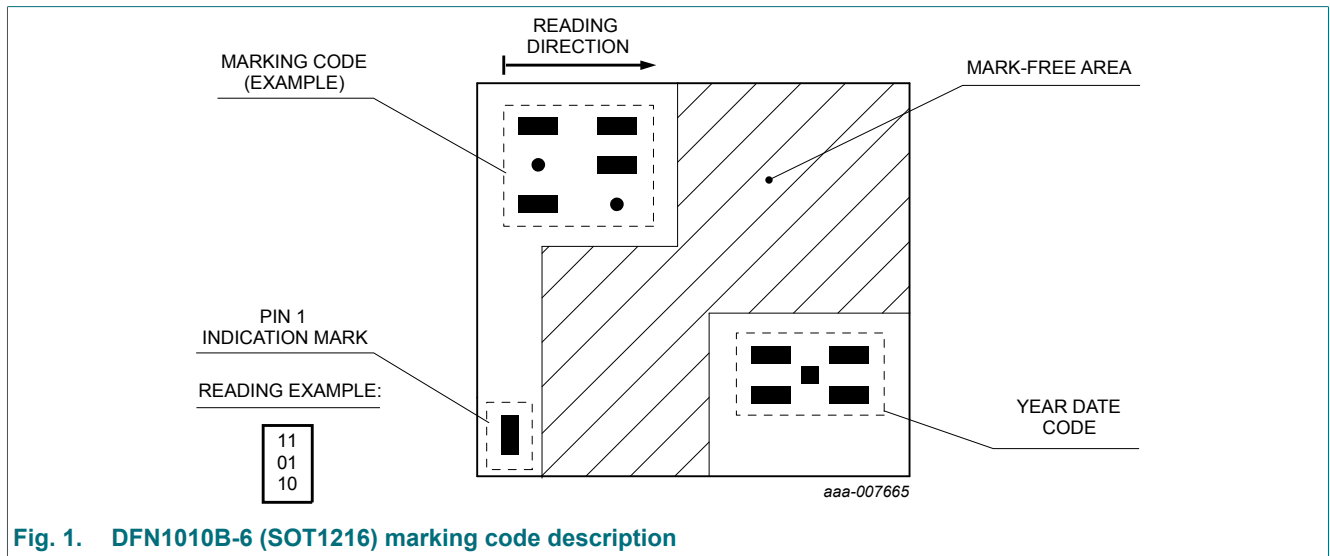 READING
DIRECTION
MARKING CODE
(EXAMPLE)
MARK-FREE AREA
PIN 1
INDICATION MARK
READING EXAMPLE:
11
01
10
YEAR DATE
CODE
aaa-007665
Fig. 1. DFN1010B-6 (SOT1216) marking code description